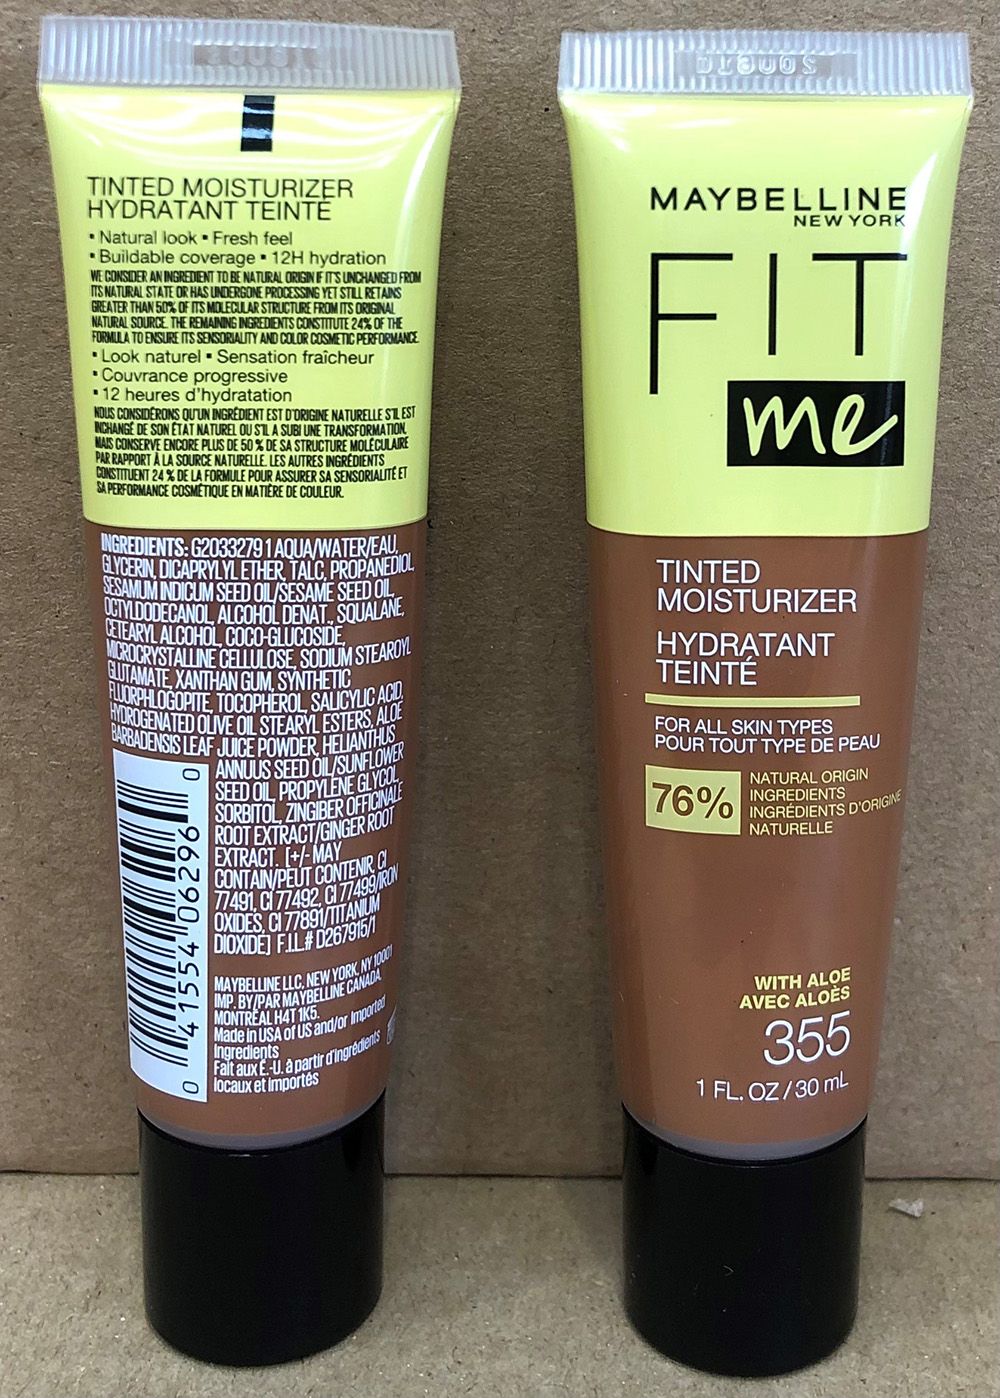 TINTED MOISTURIZER
HYDRATANT TEINTÉ
▪ Natural look ▪ Fresh feel
▪ Buildable coverage ▪ 12H hydration
WE CONSIDER AN INGREDIENT TO BE NATURAL ORIGIN IF IT'S UNCHANGED FROM
ITS NATURAL STATE OR HAS UNDERGONE PROCESSING YET STILL RETAINS
GREATER THAN 50% OF ITS MOLECULAR STRUCTURE FROM ITS ORIGINAL
NATURAL SOURCE. THE REMAINING INGREDIENTS CONSTITUTE 24% OF THE
FORMULA TO ENSURE ITS SENSORIALITY AND COLOR COSMETIC PERFORMANCE.
▪ Look naturel ▪ Sensation fraîcheur
▪ Couvrance progressive
▪ 12 heures d'hydratation
NOUS CONSIDÉRONS QU'UN INGRÉDIENT EST D'ORIGINE NATURELLE S'IL EST
INCHANGÉ DE SON ÉTAT NATUREL OU S'IL A SUBI UNE TRANSFORMATION,
MAIS CONSERVE ENCORE PLUS DE 50 % DE SA STRUCTURE MOLÉCULAIRE
PAR RAPPORT À LA SOURCE NATURELLE. LES AUTRES INGRÉDIENTS
CONSTITUENT 24 % DE LA FORMULE POUR ASSURER SA SENSORIALITÉ ET
SA PERFORMANCE COSMÉTIQUE EN MATIÈRE DE COULEUR.
INGREDIENTS: G2033279 1 AQUA/WATER/EAU,
GLYCERIN, DICAPRYLYL ETHER, TALC, PROPANEDIOL,
SESAMUM INDICUM SEED OIL/SESAME SEED OIL,
OCTYLDODECANOL, ALCOHOL DENAT., SQUALANE,
CETEARYL ALCOHOL, COCO-GLUCOSIDE,
MICROCRYSTALLINE CELLULOSE, SODIUM STEAROYL
GLUTAMATE, XANTHAN GUM, SYNTHETIC
FLUORPHLOGOPITE, TOCOPHEROL, SALICYLIC ACID,
HYDROGENATED OLIVE OIL STEARYL ESTERS, ALOE
BARBADENSIS LEAF JUICE POWDER, HELIANTHUS
ANNUUS SEED OIL/SUNFLOWER
SEED OIL, PROPYLENE GLYCOL,
SORBITOL, ZINGIBER OFFICINALE
ROOT EXTRACT/GINGER ROOT
EXTRACT. [+/- MAY
CONTAIN/PEUT CONTENIR, CI
77491, CI 77492, CI 77499/IRON
OXIDES, CI 77891/TITANIUM
DIOXIDE] F.I.L.# D267915/1
0 41554 06296 0
MAYBELLINE LLC, NEW YORK, NY 10001
IMP. BY/PAR MAYBELLINE CANADA,
MONTRÉAL H4T 1K5.
Made in USA of US and/or Imported
Ingredients
Fait aux É.-U. à partir d'ingrédients
locaux et importés
MAYBELLINE
NEW YORK
FIT
me
TINTED
MOISTURIZER
HYDRATANT
TEINTÉ
FOR ALL SKIN TYPES
POUR TOUT TYPE DE PEAU
76%
NATURAL ORIGIN
INGREDIENTS
INGRÉDIENTS D'ORIGINE
NATURELLE
WITH ALOE
AVEC ALOÈS
355
1 FL. OZ / 30 mL